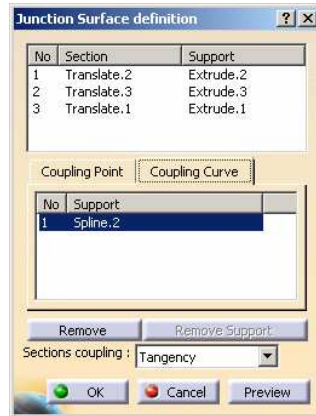 Junction Surface definition
No Section Support
1 Translate.2 Extrude.2
2 Translate.3 Extrude.3
3 Translate.1 Extrude.1
Coupling Point Coupling Curve
No Support
1 Spline.2
Remove Remove Support
Sections coupling : Tangency
OK Cancel Preview